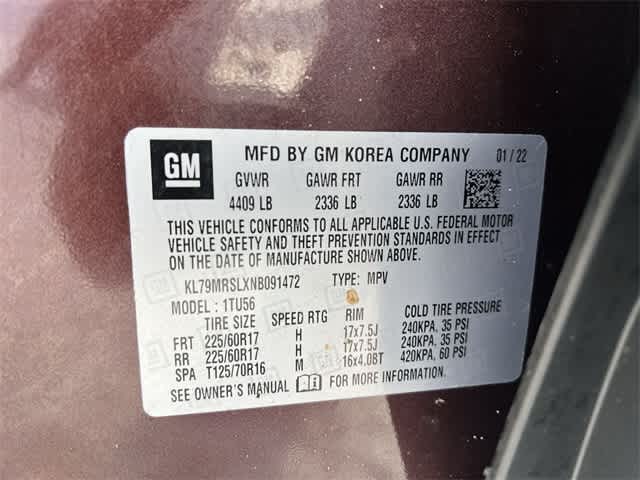 GM MFD BY GM KOREA COMPANY 01 / 22
GVWR GAWR FRT GAWR RR
4409 LB 2336 LB 2336 LB
THIS VEHICLE CONFORMS TO ALL APPLICABLE U.S. FEDERAL MOTOR
VEHICLE SAFETY AND THEFT PREVENTION STANDARDS IN EFFECT
ON THE DATE OF MANUFACTURE SHOWN ABOVE.
KL79MRSLXNB091472 TYPE: MPV
MODEL : 1TU56
TIRE SIZE SPEED RTG RIM COLD TIRE PRESSURE
FRT 225/60R17 H 17x7.5J 240KPA, 35 PSI
RR 225/60R17 H 17x7.5J 240KPA, 35 PSI
SPA T125/70R16 M 16x4.0BT 420KPA, 60 PSI
SEE OWNER'S MANUAL FOR MORE INFORMATION.